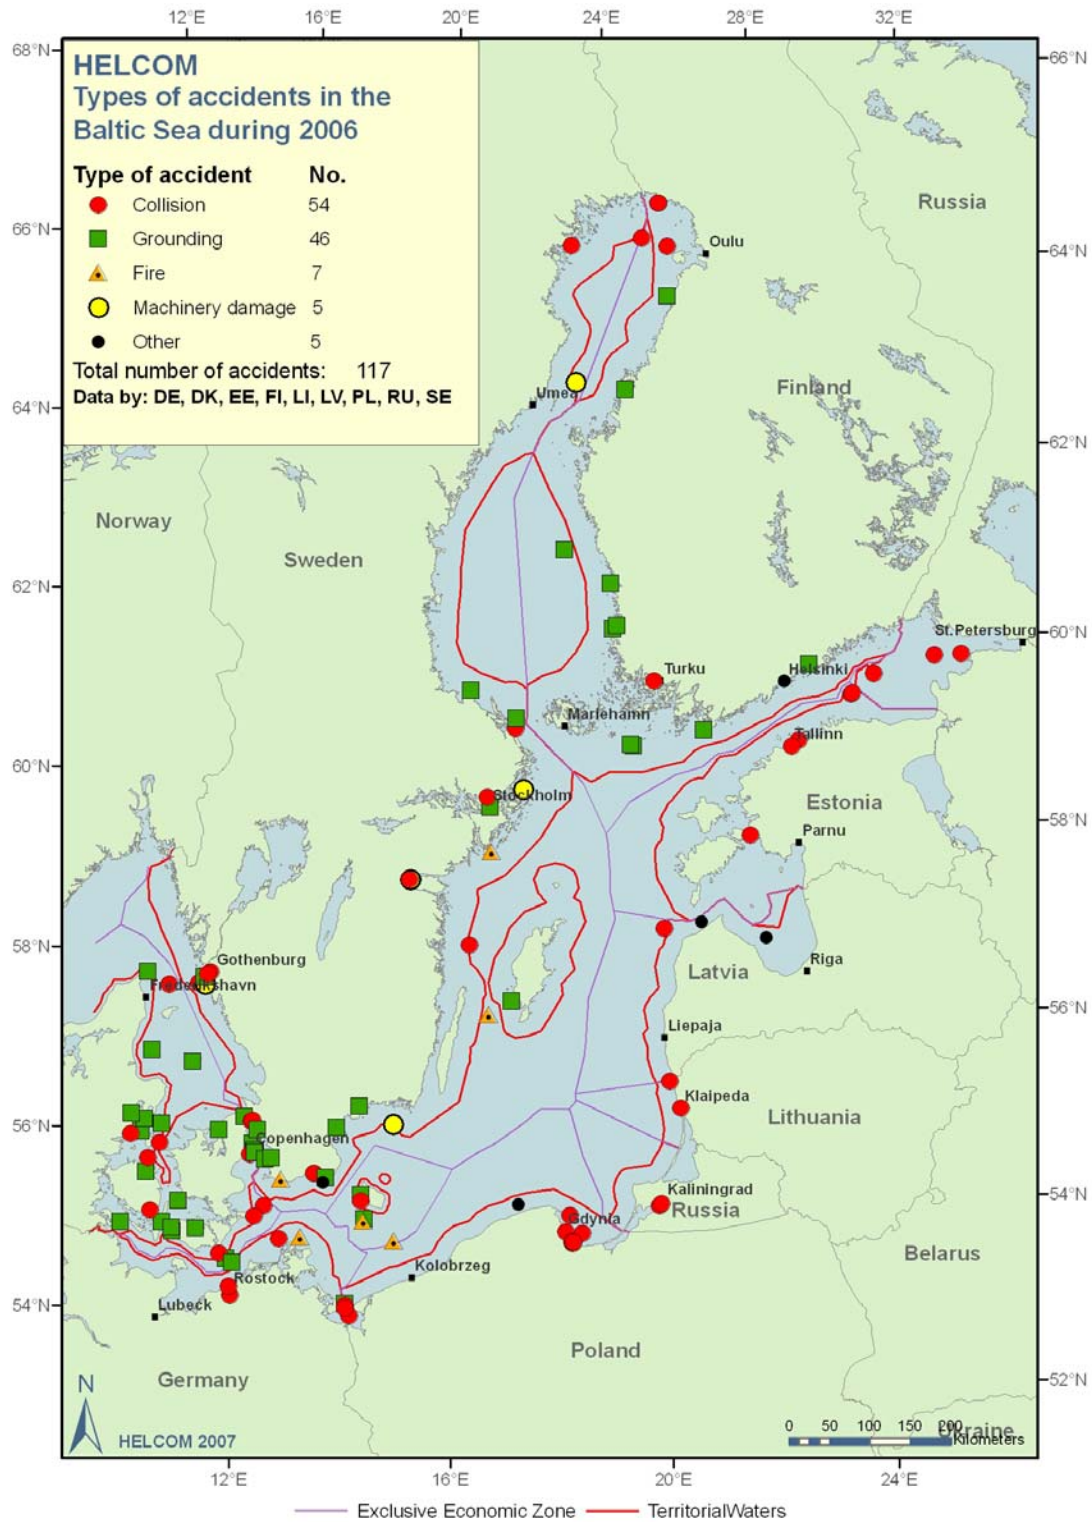 12°E 16°E 20°E 24°E 28°E 32°E
68°N
66°N
HELCOM
Types of accidents in the
Baltic Sea during 2006
Type of accident No.
Collision 54
Grounding 46
Fire 7
Machinery damage 5
Other 5
Total number of accidents: 117
Data by: DE, DK, EE, FI, LI, LV, PL, RU, SE
Russia
66°N
Oulu
64°N
Finland
Umea
64°N
62°N
Norway
Sweden
62°N
St.Petersburg
60°N
Turku
Helsinki
Mariehamn
Tallinn
60°N
Stockholm
Estonia
58°N
Parnu
58°N
Gothenburg
Riga
Latvia
Fredrikshavn
56°N
Liepaja
Klaipeda
Lithuania
56°N
Copenhagen
Kaliningrad
54°N
Russia
Gdynia
Belarus
Kolobrzeg
Rostock
54°N
Lubeck
Poland
Germany
52°N
N
0 50 100 150 200
Ukraine
Kilometers
HELCOM 2007
12°E 16°E 20°E 24°E
Exclusive Economic Zone TerritorialWaters